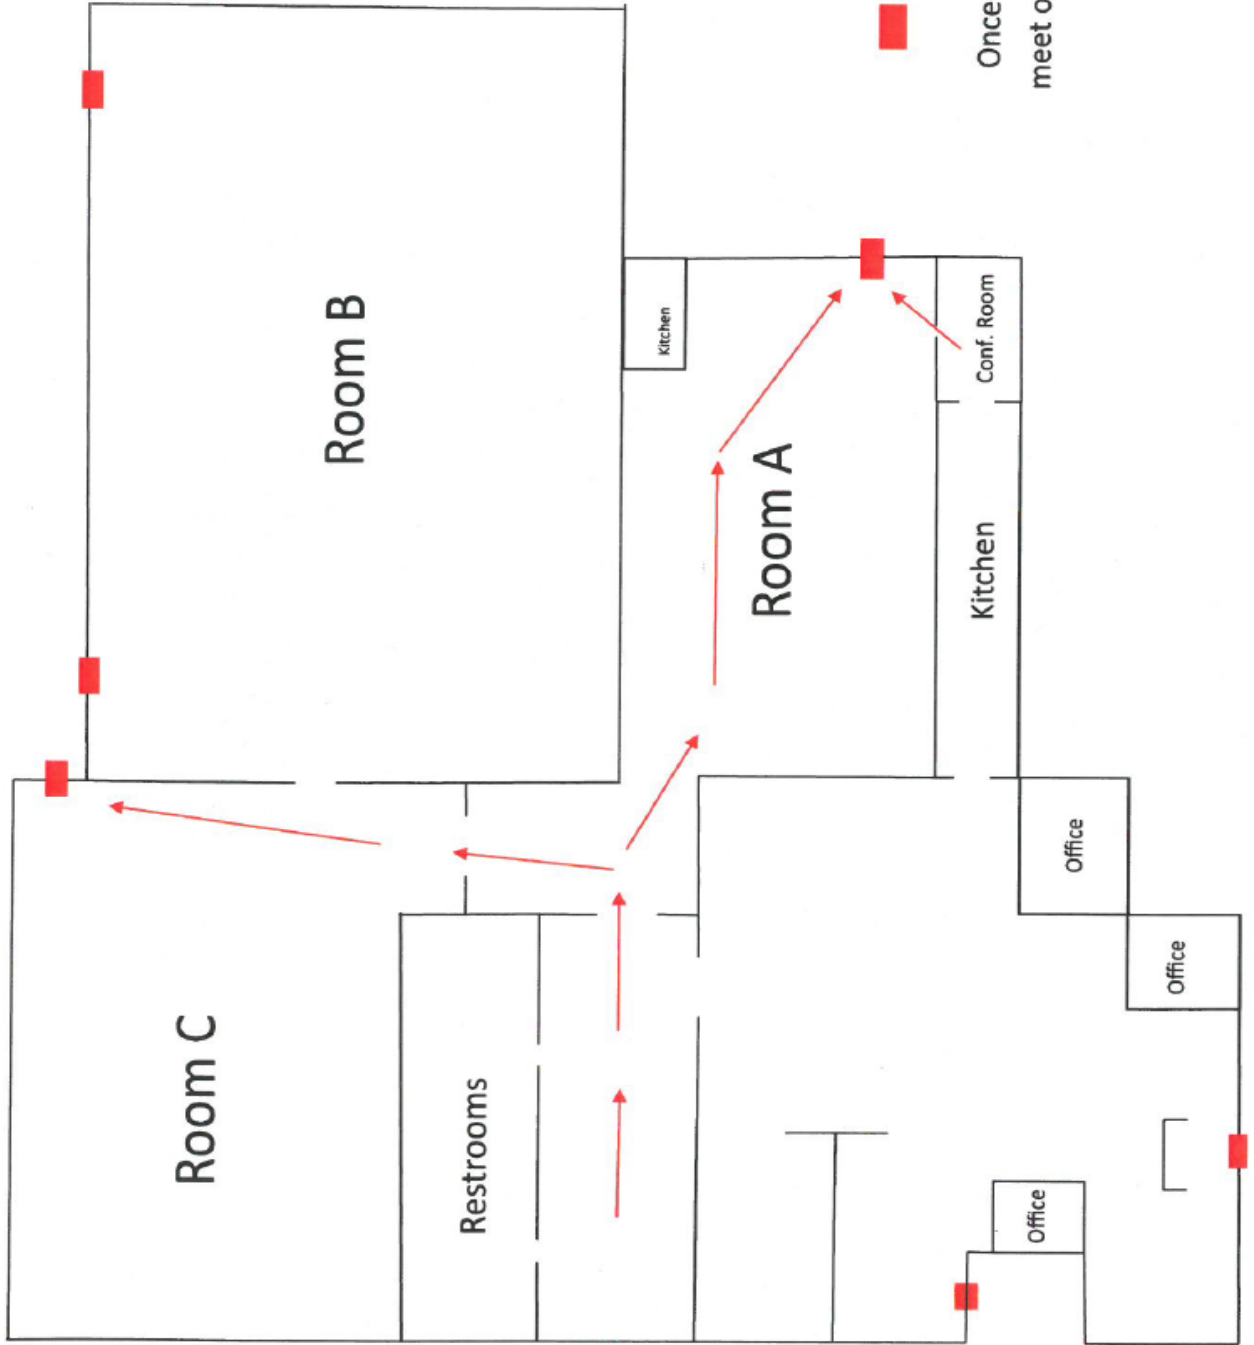 Room C
Restrooms
Office
Office
Office
Room B
Kitchen
Room A
Kitchen
Conf. Room
Once
meet o